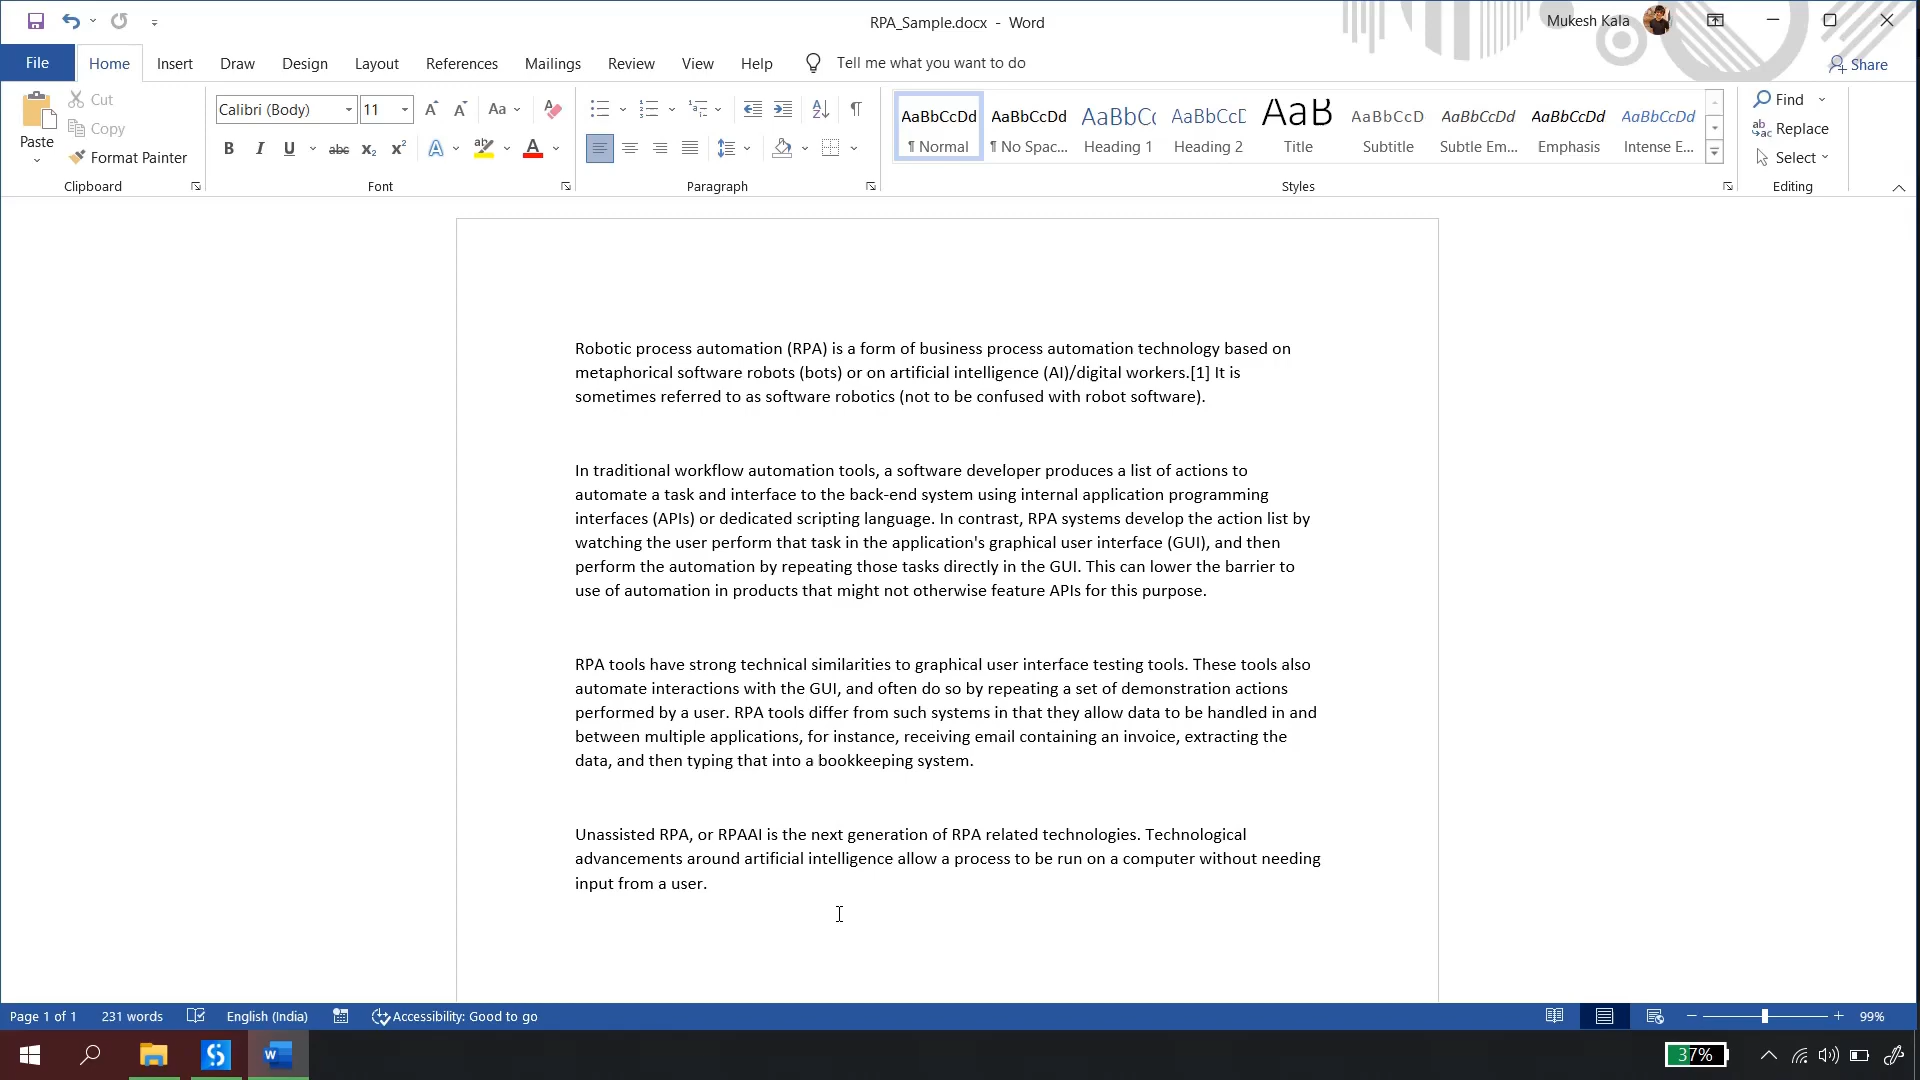 RPA_Sample.docx - Word
Mukesh Kala
File Home Insert Draw Design Layout References Mailings Review View Help Tell me what you want to do Share
Paste
Cut
Copy
Format Painter
Clipboard
Calibri (Body) 11
Font
Paragraph
AaBbCcDd AaBbCcDd AaBbCc AaBbCcD AaB AaBbCcD AaBbCcDd AaBbCcDd AaBbCcDd
¶ Normal ¶ No Spac... Heading 1 Heading 2 Title Subtitle Subtle Em... Emphasis Intense E...
Styles
Find
Replace
Select
Editing
Robotic process automation (RPA) is a form of business process automation technology based on
metaphorical software robots (bots) or on artificial intelligence (AI)/digital workers.[1] It is
sometimes referred to as software robotics (not to be confused with robot software).
In traditional workflow automation tools, a software developer produces a list of actions to
automate a task and interface to the back-end system using internal application programming
interfaces (APIs) or dedicated scripting language. In contrast, RPA systems develop the action list by
watching the user perform that task in the application's graphical user interface (GUI), and then
perform the automation by repeating those tasks directly in the GUI. This can lower the barrier to
use of automation in products that might not otherwise feature APIs for this purpose.
RPA tools have strong technical similarities to graphical user interface testing tools. These tools also
automate interactions with the GUI, and often do so by repeating a set of demonstration actions
performed by a user. RPA tools differ from such systems in that they allow data to be handled in and
between multiple applications, for instance, receiving email containing an invoice, extracting the
data, and then typing that into a bookkeeping system.
Unassisted RPA, or RPAAI is the next generation of RPA related technologies. Technological
advancements around artificial intelligence allow a process to be run on a computer without needing
input from a user.
Page 1 of 1 231 words English (India) Accessibility: Good to go 99%
37%